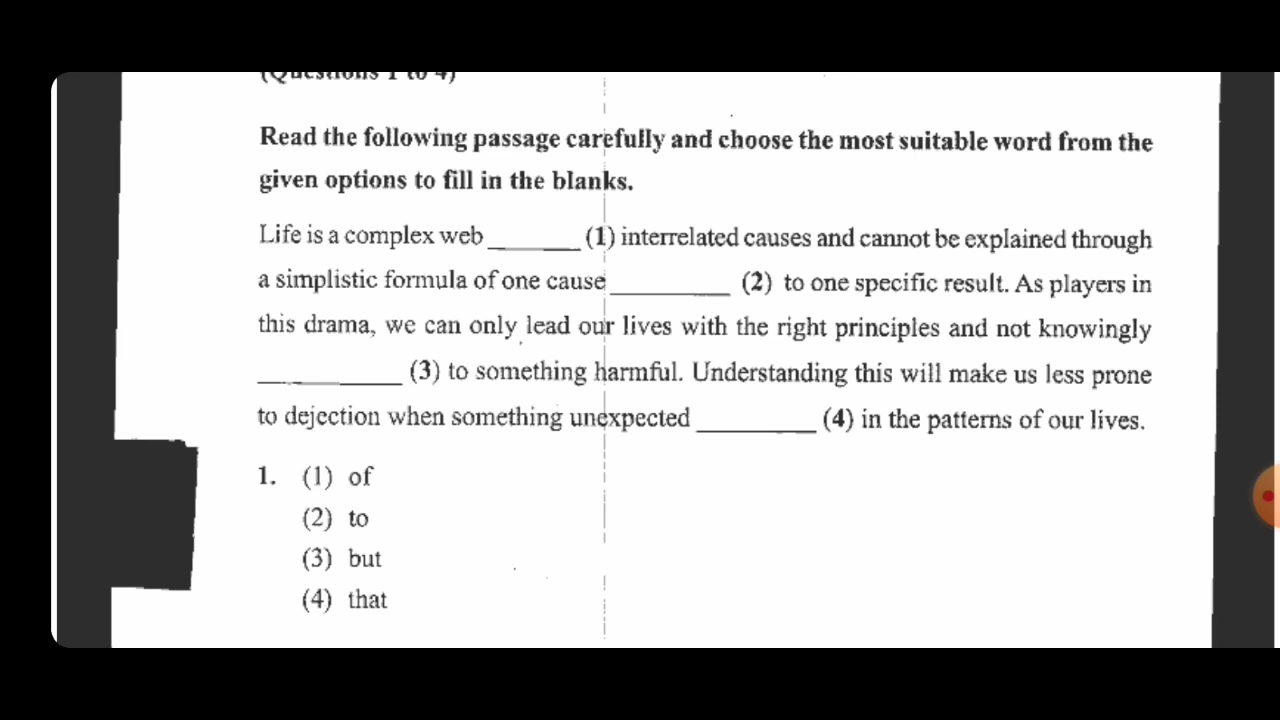 (Questions 1 to 4)
Read the following passage carefully and choose the most suitable word from the
given options to fill in the blanks.
Life is a complex web _______ (1) interrelated causes and cannot be explained through
a simplistic formula of one cause _________ (2) to one specific result. As players in
this drama, we can only lead our lives with the right principles and not knowingly
___________ (3) to something harmful. Understanding this will make us less prone
to dejection when something unexpected _________ (4) in the patterns of our lives.
1. (1) of
(2) to
(3) but
(4) that